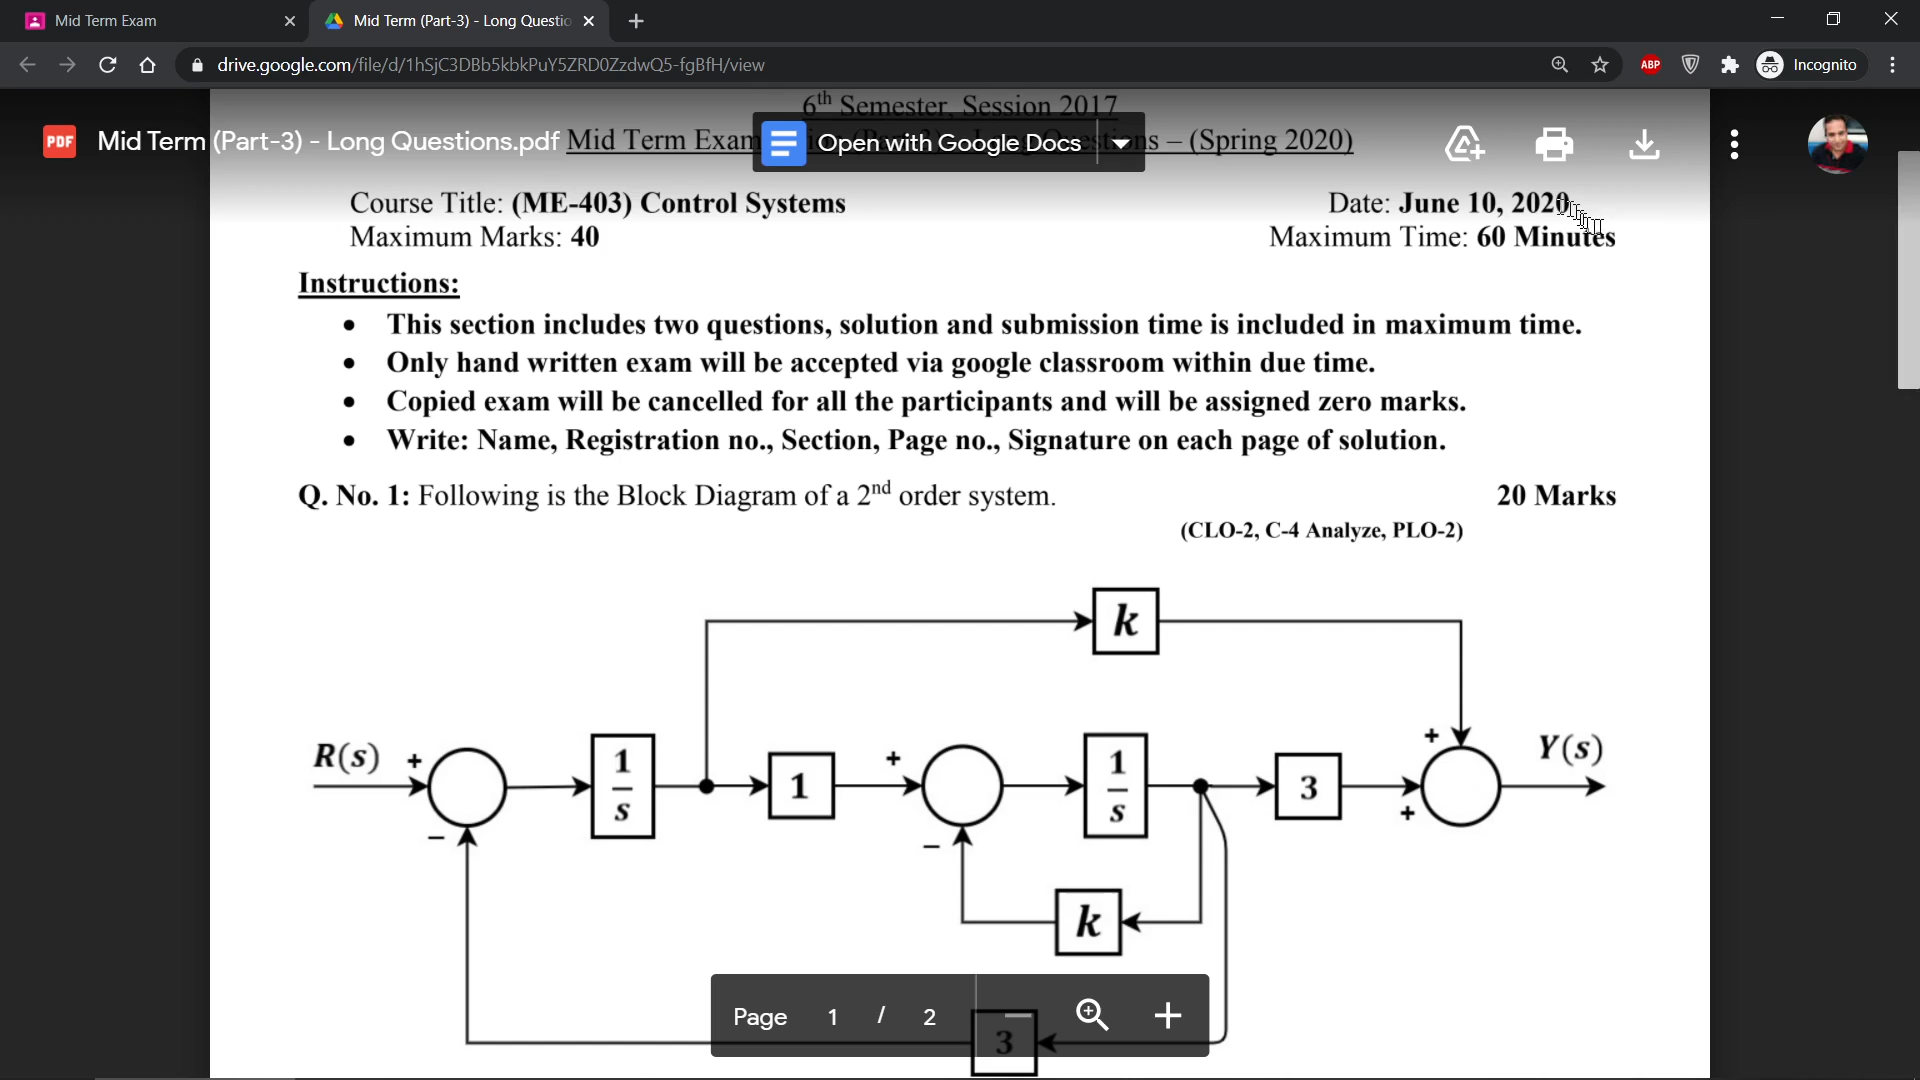 Mid Term Exam
Mid Term (Part-3) - Long Questio
drive.google.com/file/d/1hSjC3DBb5kbkPuY5ZRD0ZzdwQ5-fgBfH/view
ABP
Incognito
6th Semester, Session 2017
PDF Mid Term (Part-3) - Long Questions.pdf
Mid Term Exam
Open with Google Docs
– (Spring 2020)
Course Title: (ME-403) Control Systems
Date: June 10, 2020
Maximum Marks: 40
Maximum Time: 60 Minutes
Instructions:
• This section includes two questions, solution and submission time is included in maximum time.
• Only hand written exam will be accepted via google classroom within due time.
• Copied exam will be cancelled for all the participants and will be assigned zero marks.
• Write: Name, Registration no., Section, Page no., Signature on each page of solution.
Q. No. 1: Following is the Block Diagram of a 2nd order system.
20 Marks
(CLO-2, C-4 Analyze, PLO-2)
k
R(s) +
−
1
s
1
+
−
1
s
3
+
+
Y(s)
k
Page 1 / 2
3